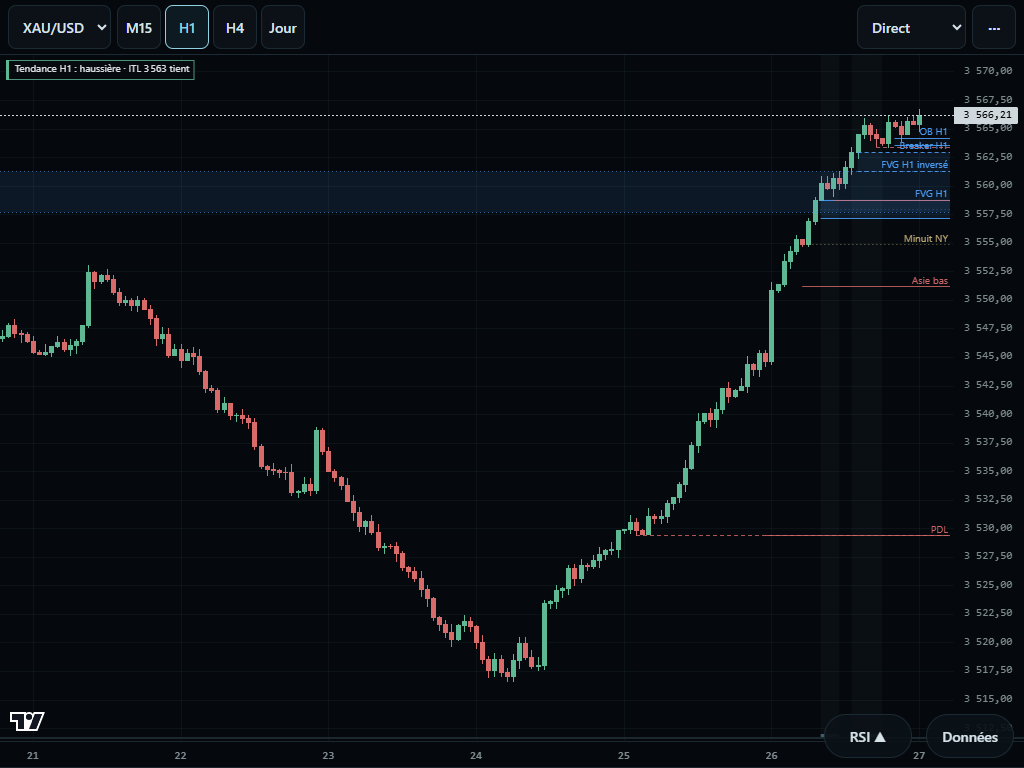 XAU/USD M15 H1 H4 Jour Direct ...
Tendance H1 : haussière · ITL 3 563 tient
3 570,00
3 567,50
3 566,21
3 565,00
OB H1
Breaker H1
3 562,50
FVG H1 inversé
3 560,00
FVG H1
3 557,50
Minuit NY
3 555,00
3 552,50
Asie bas
3 550,00
3 547,50
3 545,00
3 542,50
3 540,00
3 537,50
3 535,00
3 532,50
3 530,00
PDL
3 527,50
3 525,00
3 522,50
3 520,00
3 517,50
3 515,00
RSI ▲ Données
21 22 23 24 25 26 27